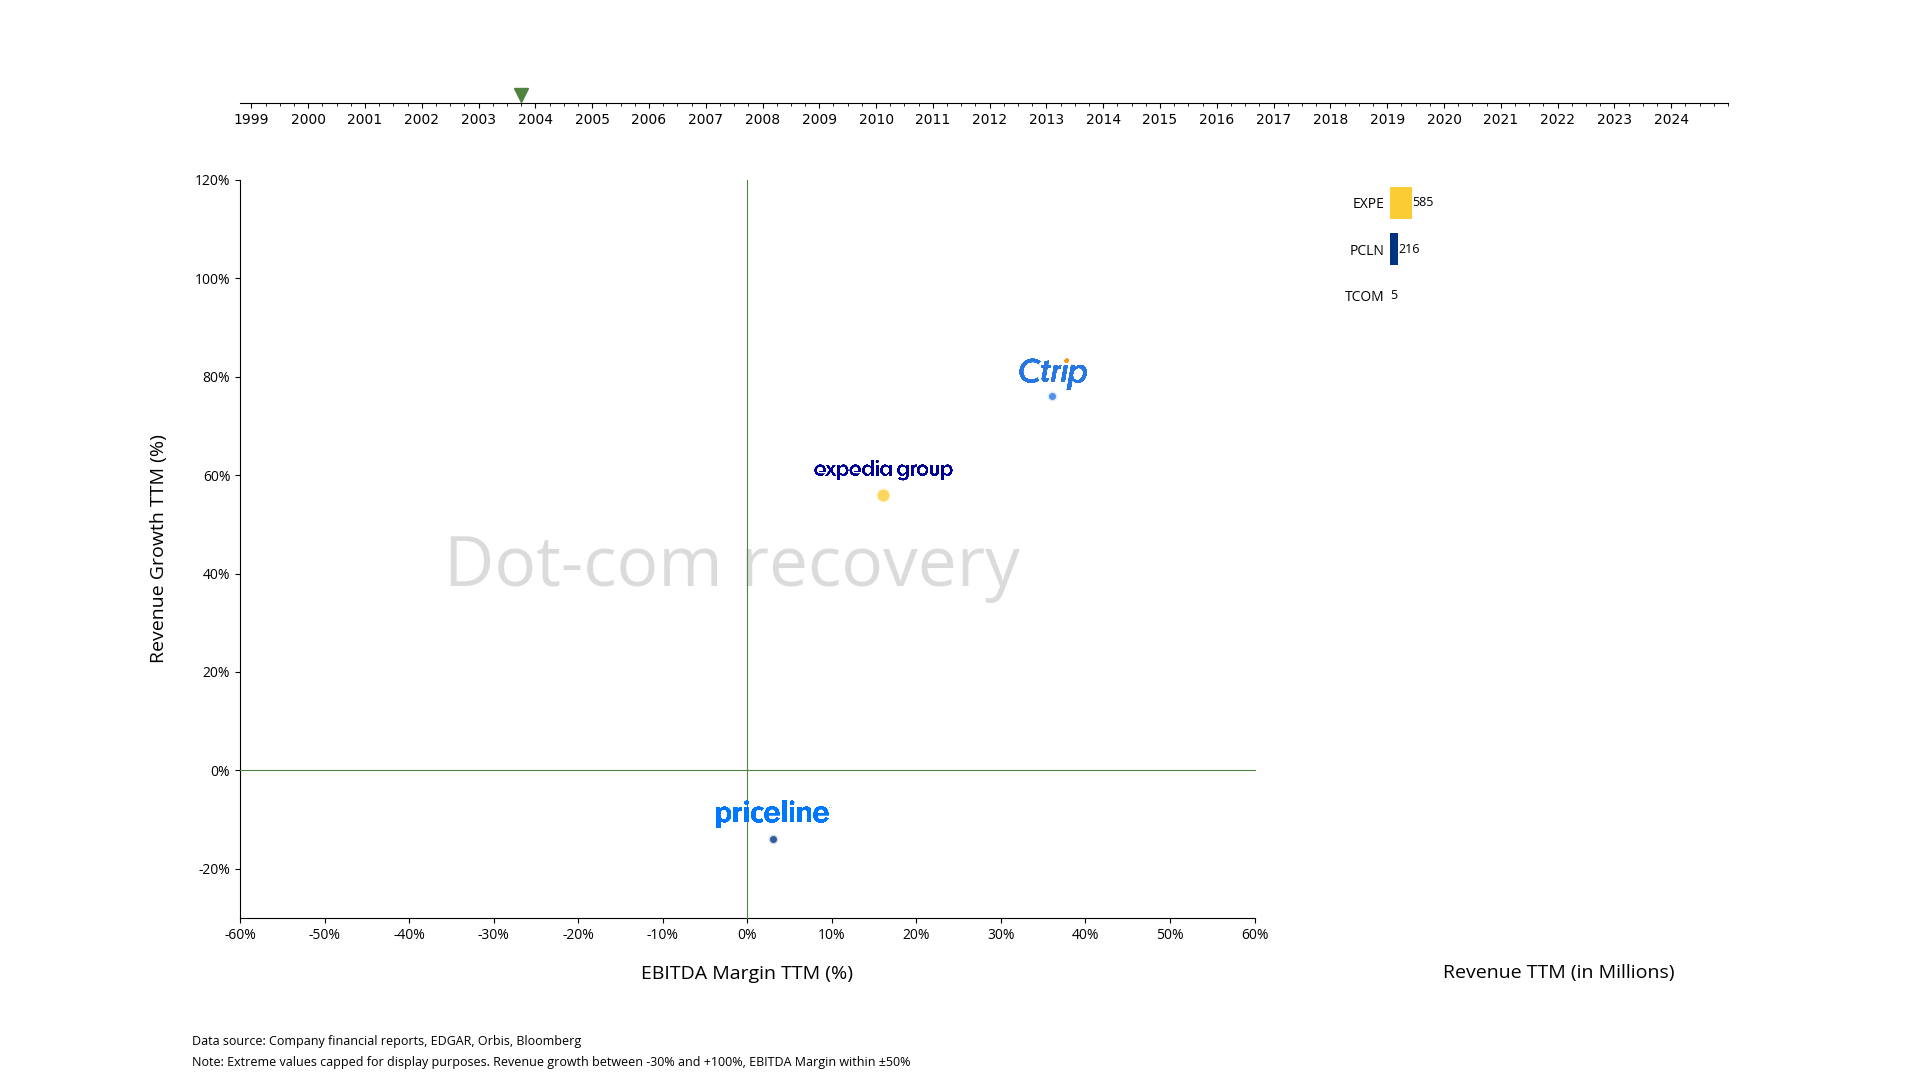 1999 2000 2001 2002 2003 2004 2005 2006 2007 2008 2009 2010 2011 2012 2013 2014 2015 2016 2017 2018 2019 2020 2021 2022 2023 2024
120%
100%
80%
60%
40%
20%
0%
-20%
Revenue Growth TTM (%)
Ctrip
expedia group
Dot-com recovery
priceline
-60% -50% -40% -30% -20% -10% 0% 10% 20% 30% 40% 50% 60%
EBITDA Margin TTM (%)
EXPE 585
PCLN 216
TCOM 5
Revenue TTM (in Millions)
Data source: Company financial reports, EDGAR, Orbis, Bloomberg
Note: Extreme values capped for display purposes. Revenue growth between -30% and +100%, EBITDA Margin within ±50%